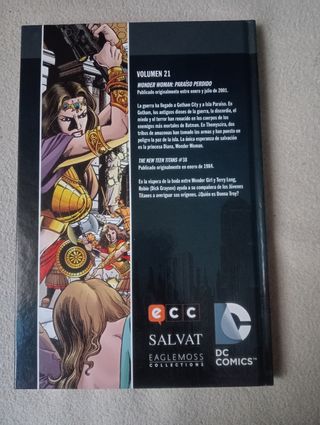 VOLUMEN 21
WONDER WOMAN: PARAÍSO PERDIDO
Publicado originalmente entre enero y julio de 2001.
La guerra ha llegado a Gotham City y a Isla Paraíso. En
Gotham, los antiguos dioses de la guerra, la discordia, el
miedo y el terror han renacido en los cuerpos de los
enemigos más mortales de Batman. En Themyscira, dos
tribus de amazonas han tomado las armas y han puesto en
peligro la paz de la isla. La única esperanza de salvación
es la princesa Diana, Wonder Woman.
THE NEW TEEN TITANS #38
Publicado originalmente en enero de 1984.
En la víspera de la boda entre Wonder Girl y Terry Long,
Robin (Dick Grayson) ayuda a su compañera de los Jóvenes
Titanes a averiguar sus orígenes. ¿Quién es Donna Troy?
ecc
SALVAT
EAGLEMOSS
COLLECTIONS
DC COMICS™